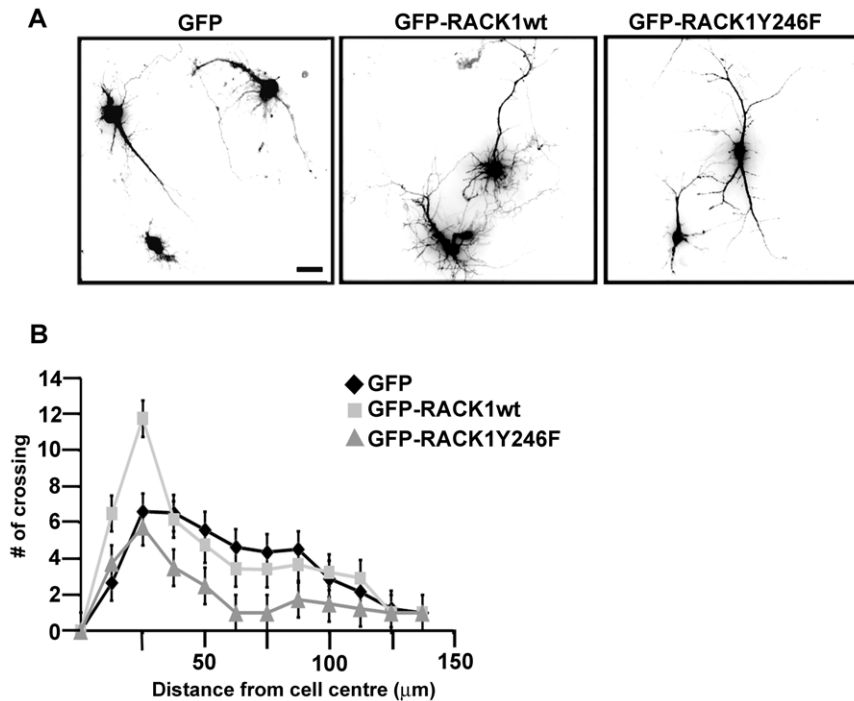 A
GFP
GFP-RACK1wt
GFP-RACK1Y246F
B
14
12
10
8
6
4
2
0
# of crossing
GFP
GFP-RACK1wt
GFP-RACK1Y246F
50
100
150
Distance from cell centre (μm)